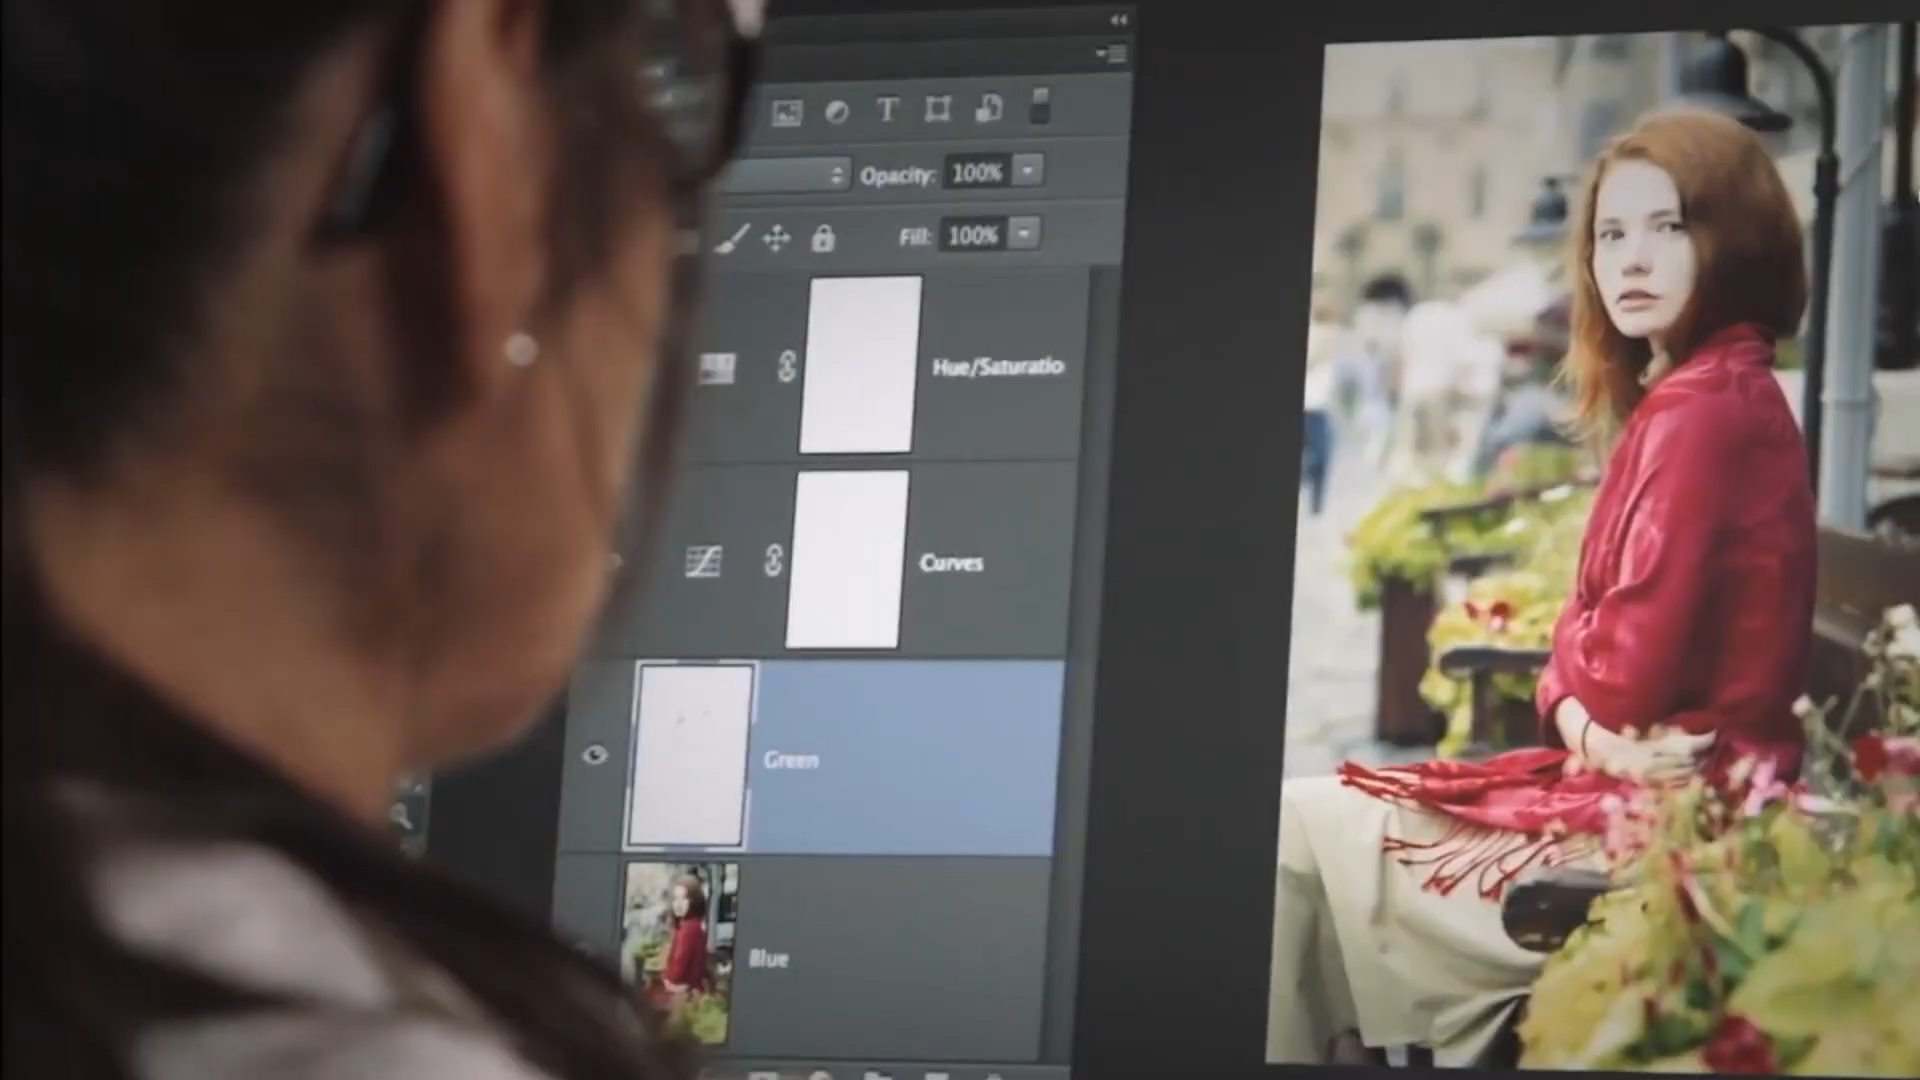 T
Opacity: 100%
Fill: 100%
Hue/Saturatio
Curves
Green
Blue